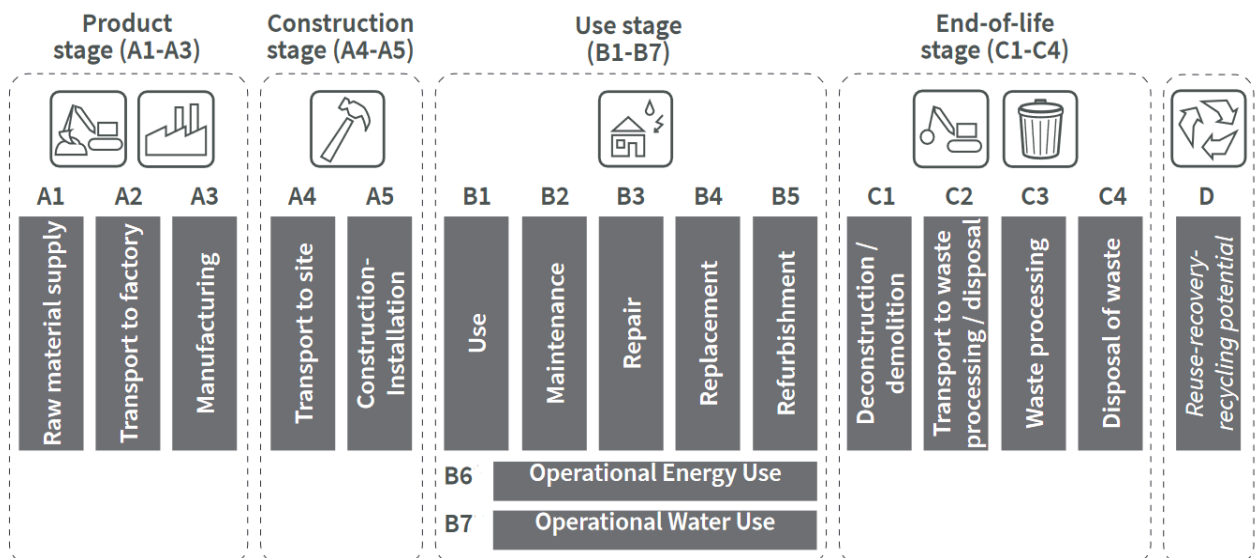 Product
stage (A1-A3)
Construction
stage (A4-A5)
Use stage
(B1-B7)
End-of-life
stage (C1-C4)
A1
A2
A3
A4
A5
B1
B2
B3
B4
B5
C1
C2
C3
C4
D
Raw material supply
Transport to factory
Manufacturing
Transport to site
Construction-
Installation
Use
Maintenance
Repair
Replacement
Refurbishment
Deconstruction /
demolition
Transport to waste
processing / disposal
Waste processing
Disposal of waste
Reuse-recovery-
recycling potential
B6
Operational Energy Use
B7
Operational Water Use